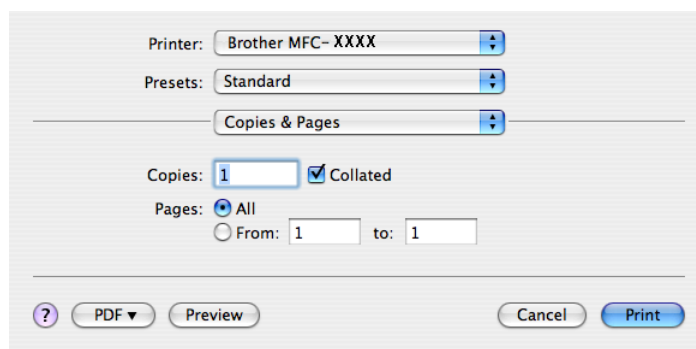 Printer: Brother MFC-XXXX
Presets: Standard
Copies & Pages
Copies: 1 Collated
Pages: All
From: 1 to: 1
? PDF ▼ Preview Cancel Print